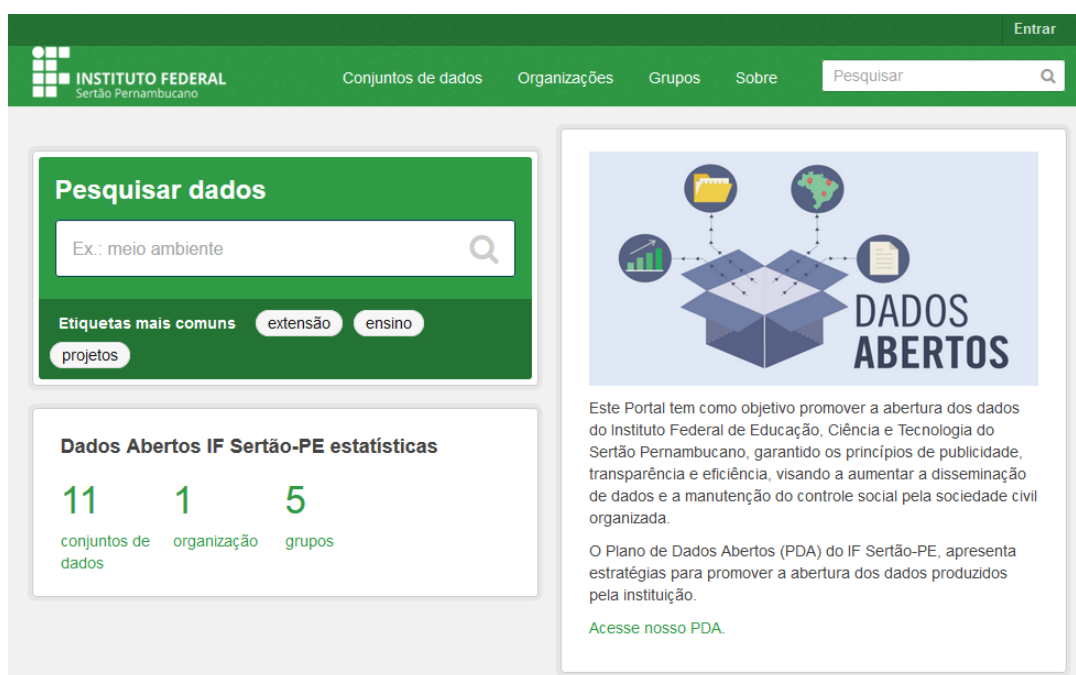 Entrar
INSTITUTO FEDERAL
Sertão Pernambucano
Conjuntos de dados Organizações Grupos Sobre Pesquisar
Pesquisar dados
Ex.: meio ambiente
Etiquetas mais comuns extensão ensino
projetos
Dados Abertos IF Sertão-PE estatísticas
11 1 5
conjuntos de organização grupos
dados
DADOS
ABERTOS
Este Portal tem como objetivo promover a abertura dos dados
do Instituto Federal de Educação, Ciência e Tecnologia do
Sertão Pernambucano, garantido os princípios de publicidade,
transparência e eficiência, visando a aumentar a disseminação
de dados e a manutenção do controle social pela sociedade civil
organizada.
O Plano de Dados Abertos (PDA) do IF Sertão-PE, apresenta
estratégias para promover a abertura dos dados produzidos
pela instituição.
Acesse nosso PDA.